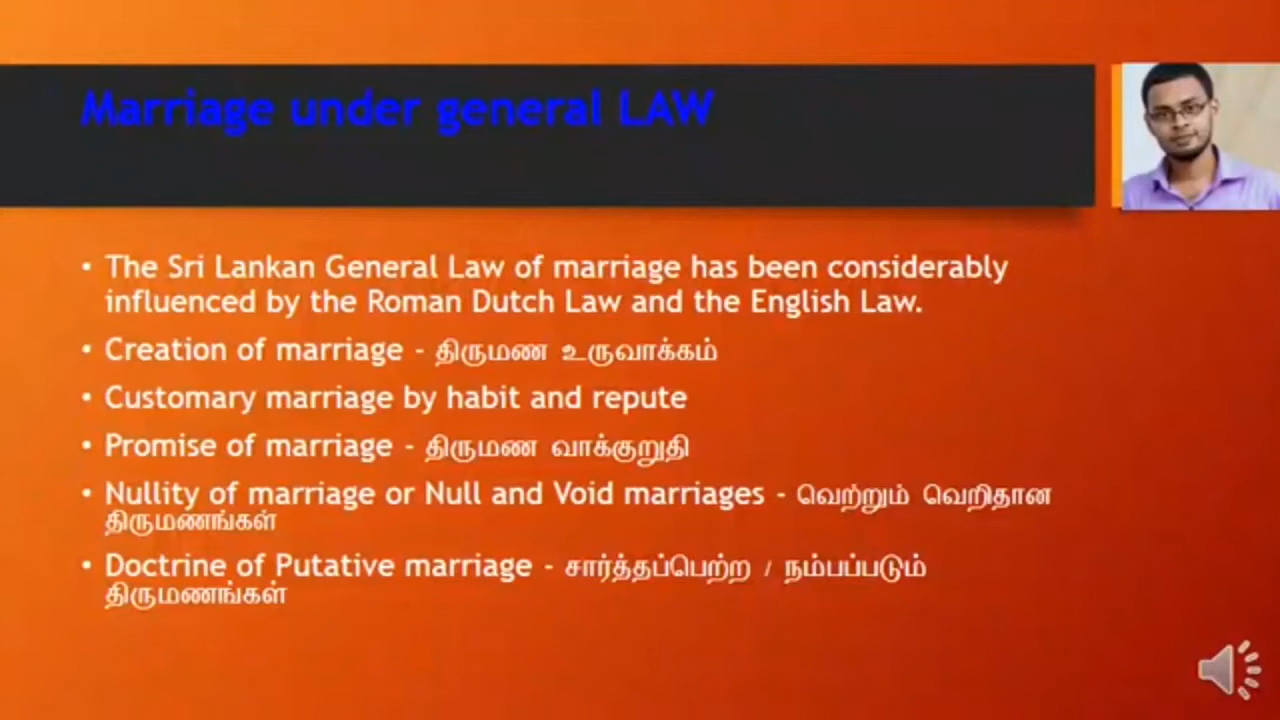 Marriage under general LAW
• The Sri Lankan General Law of marriage has been considerably
influenced by the Roman Dutch Law and the English Law.
• Creation of marriage - திருமண உருவாக்கம்
• Customary marriage by habit and repute
• Promise of marriage - திருமண வாக்குறுதி
• Nullity of marriage or Null and Void marriages - வெற்றும் வெறிதான
திருமணங்கள்
• Doctrine of Putative marriage - சார்த்தப்பெற்ற / நம்பப்படும்
திருமணங்கள்